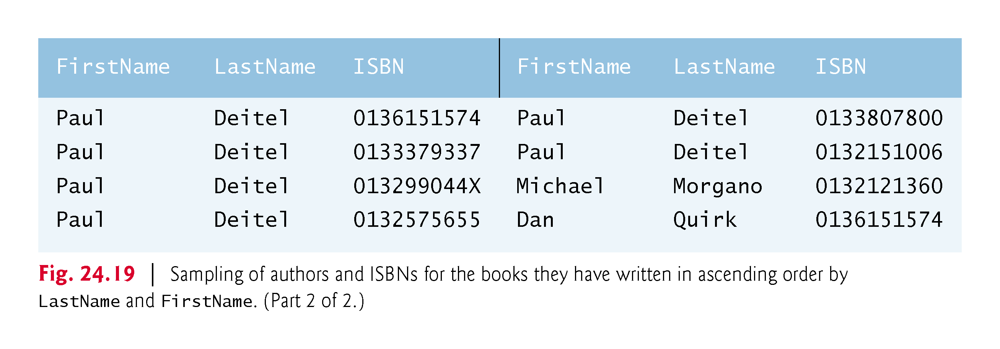 FirstName LastName ISBN FirstName LastName ISBN
Paul Deitel 0136151574 Paul Deitel 0133807800
Paul Deitel 0133379337 Paul Deitel 0132151006
Paul Deitel 013299044X Michael Morgano 0132121360
Paul Deitel 0132575655 Dan Quirk 0136151574
Fig. 24.19 | Sampling of authors and ISBNs for the books they have written in ascending order by
LastName and FirstName. (Part 2 of 2.)